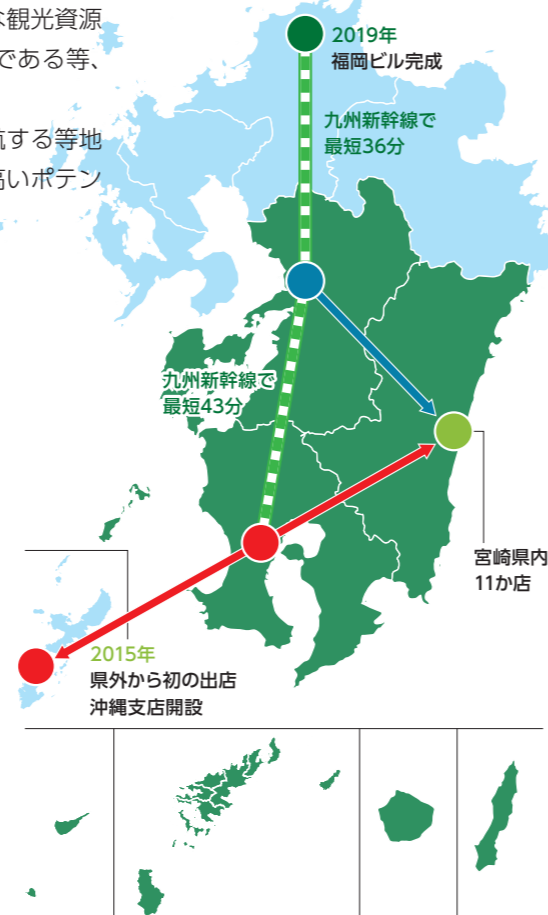 な観光資源
である等、
航する等地
高いポテン
2019年
福岡ビル完成
九州新幹線で
最短36分
九州新幹線で
最短43分
宮崎県内
11か店
2015年
県外から初の出店
沖縄支店開設